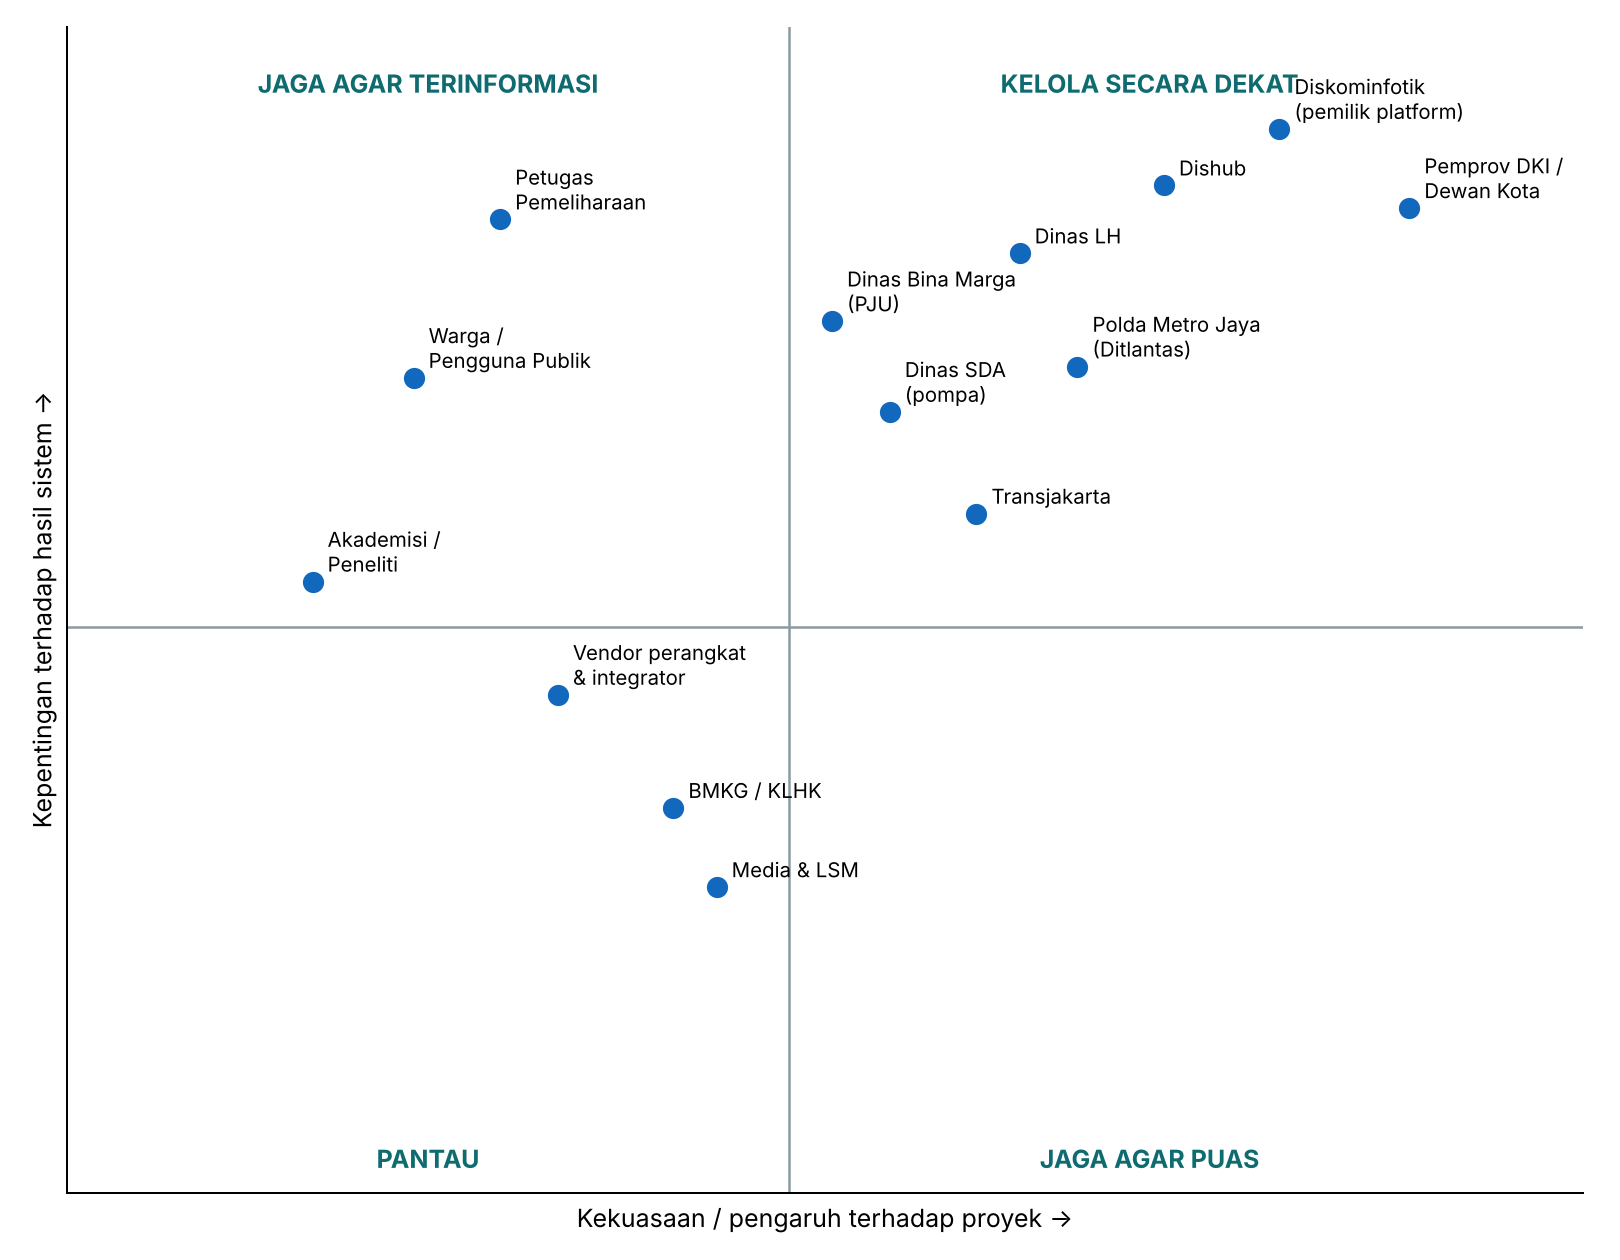 JAGA AGAR TERINFORMASI
KELOLA SECARA DEKAT
Diskominfotik
(pemilik platform)
Dishub
Pemprov DKI /
Dewan Kota
Petugas
Pemeliharaan
Dinas LH
Dinas Bina Marga
(PJU)
Polda Metro Jaya
(Ditlantas)
Warga /
Pengguna Publik
Dinas SDA
(pompa)
Transjakarta
Akademisi /
Peneliti
Vendor perangkat
& integrator
BMKG / KLHK
Media & LSM
PANTAU
JAGA AGAR PUAS
Kepentingan terhadap hasil sistem →
Kekuasaan / pengaruh terhadap proyek →